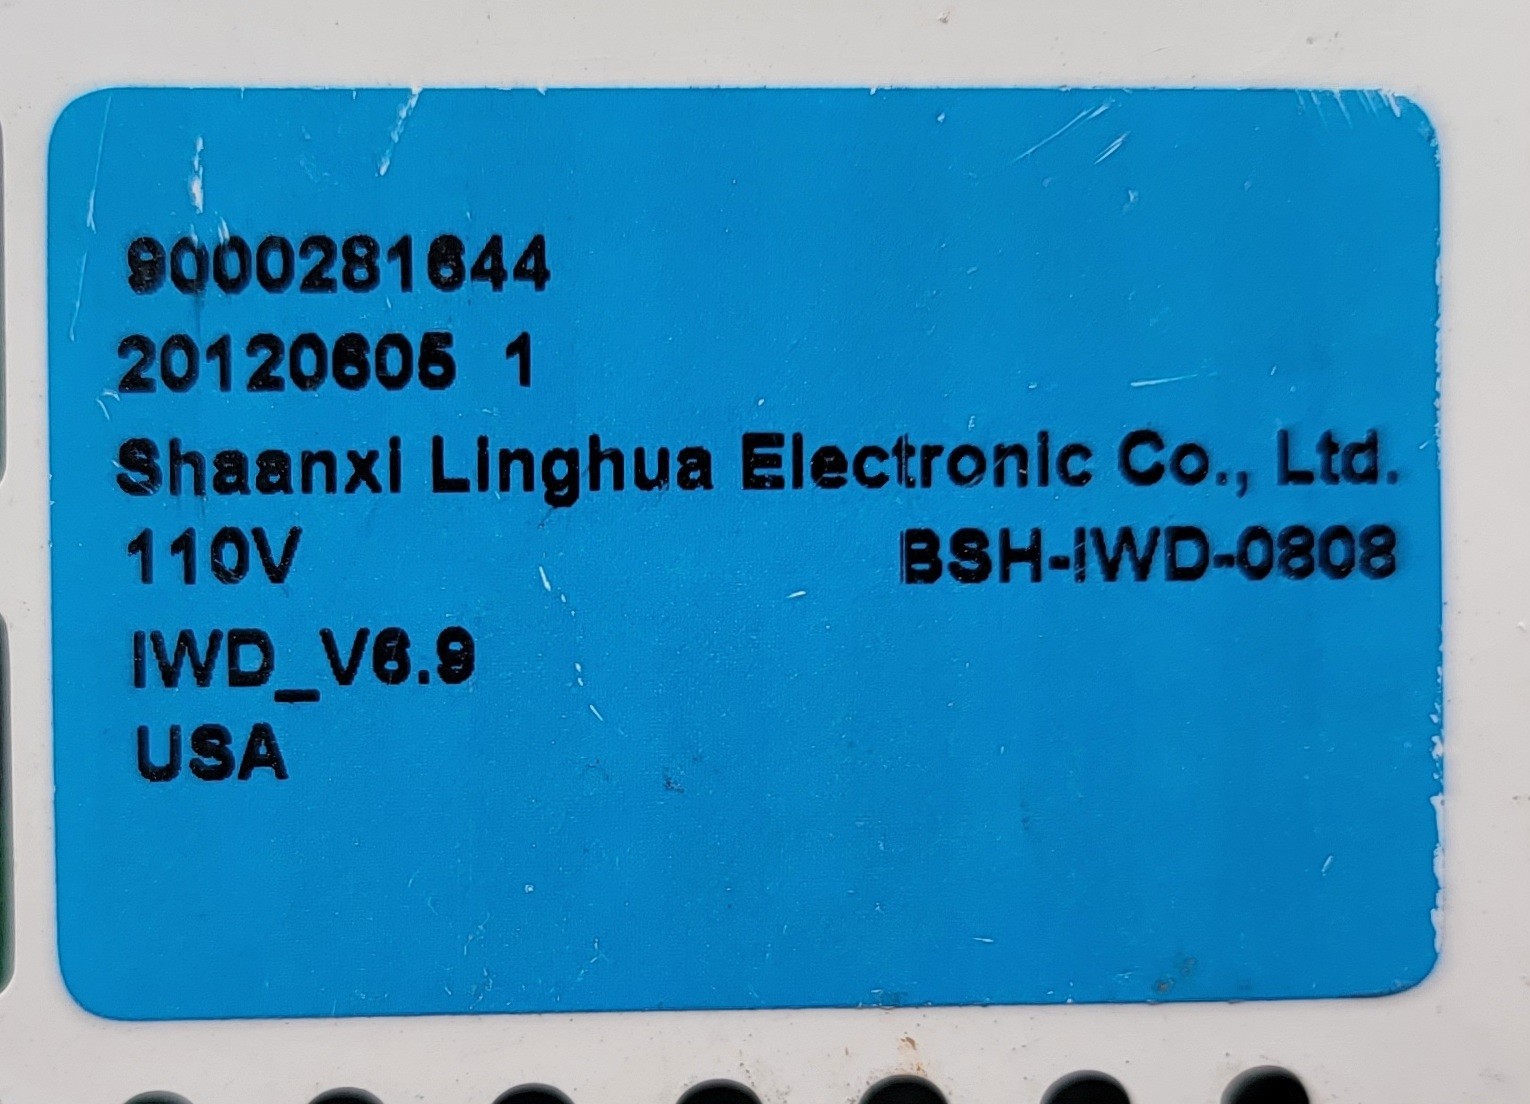 9000281644
20120605 1
Shaanxi Linghua Electronic Co., Ltd.
110V BSH-IWD-0808
IWD_V6.9
USA